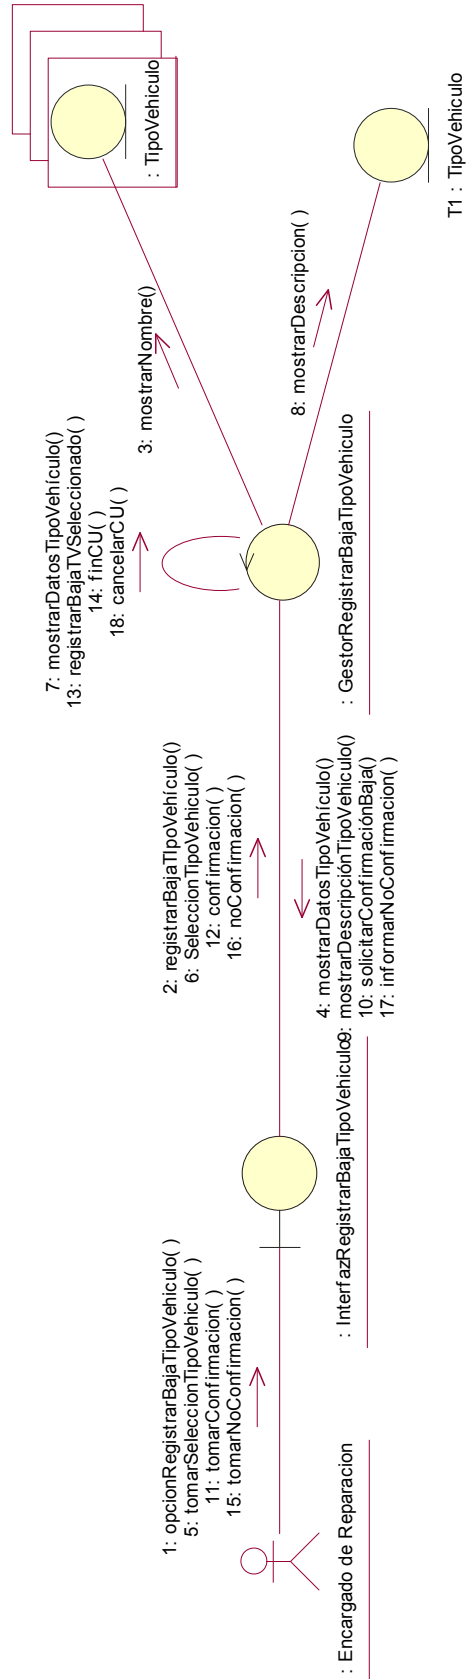 1: opcionRegistrarBajaTipoVehiculo( )
5: tomarSeleccionTipoVehiculo( )
11: tomarConfirmacion( )
15: tomarNoConfirmacion( )
: Encargado de Reparacion
2: registrarBajaTIpoVehículo()
6: SeleccionTipoVehiculo( )
12: confirmacion( )
16: noConfirmacion( )
: InterfazRegistrarBajaTipoVehiculo
4: mostrarDatosTipoVehículo()
9: mostrarDescripciónTipoVehiculo()
10: solicitarConfirmaciónBaja()
17: informarNoConfirmacion( )
7: mostrarDatosTipoVehículo()
13: registrarBajaTVSeleccionado( )
14: finCU( )
18: cancelarCU( )
: GestorRegistrarBajaTipoVehiculo
3: mostrarNombre()
: TipoVehiculo
8: mostrarDescripcion( )
T1 : TipoVehiculo